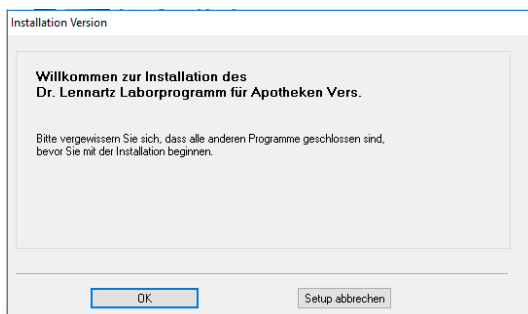 Installation Version
Willkommen zur Installation des
Dr. Lennartz Laborprogramm für Apotheken Vers.
Bitte vergewissern Sie sich, dass alle anderen Programme geschlossen sind,
bevor Sie mit der Installation beginnen.
OK
Setup abbrechen